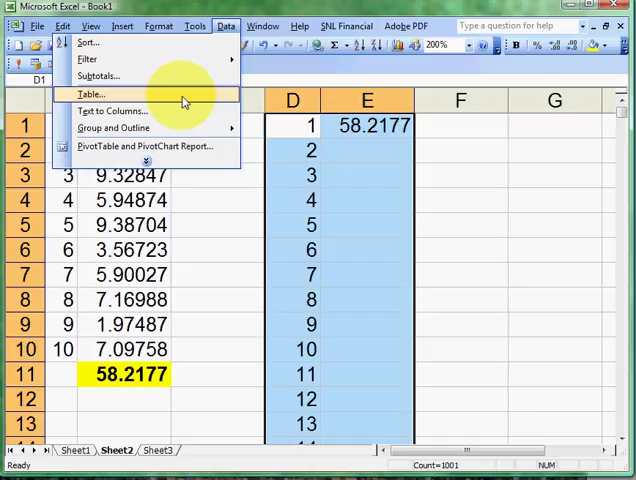 Microsoft Excel - Book1
File Edit View Insert Format Tools Data Window Help SNL Financial Adobe PDF Type a question for help
200%
D1
Sort...
Filter
Subtotals...
Table...
Text to Columns...
Group and Outline
PivotTable and PivotChart Report...
D E F G
1 1 58.2177
2 2
3 3 9.32847 3
4 4 5.94874 4
5 5 9.38704 5
6 6 3.56723 6
7 7 5.90027 7
8 8 7.16988 8
9 9 1.97487 9
10 10 7.09758 10
11 58.2177 11
12 12
13 13
14 14
Sheet1 Sheet2 Sheet3
Ready Count=1001 NUM